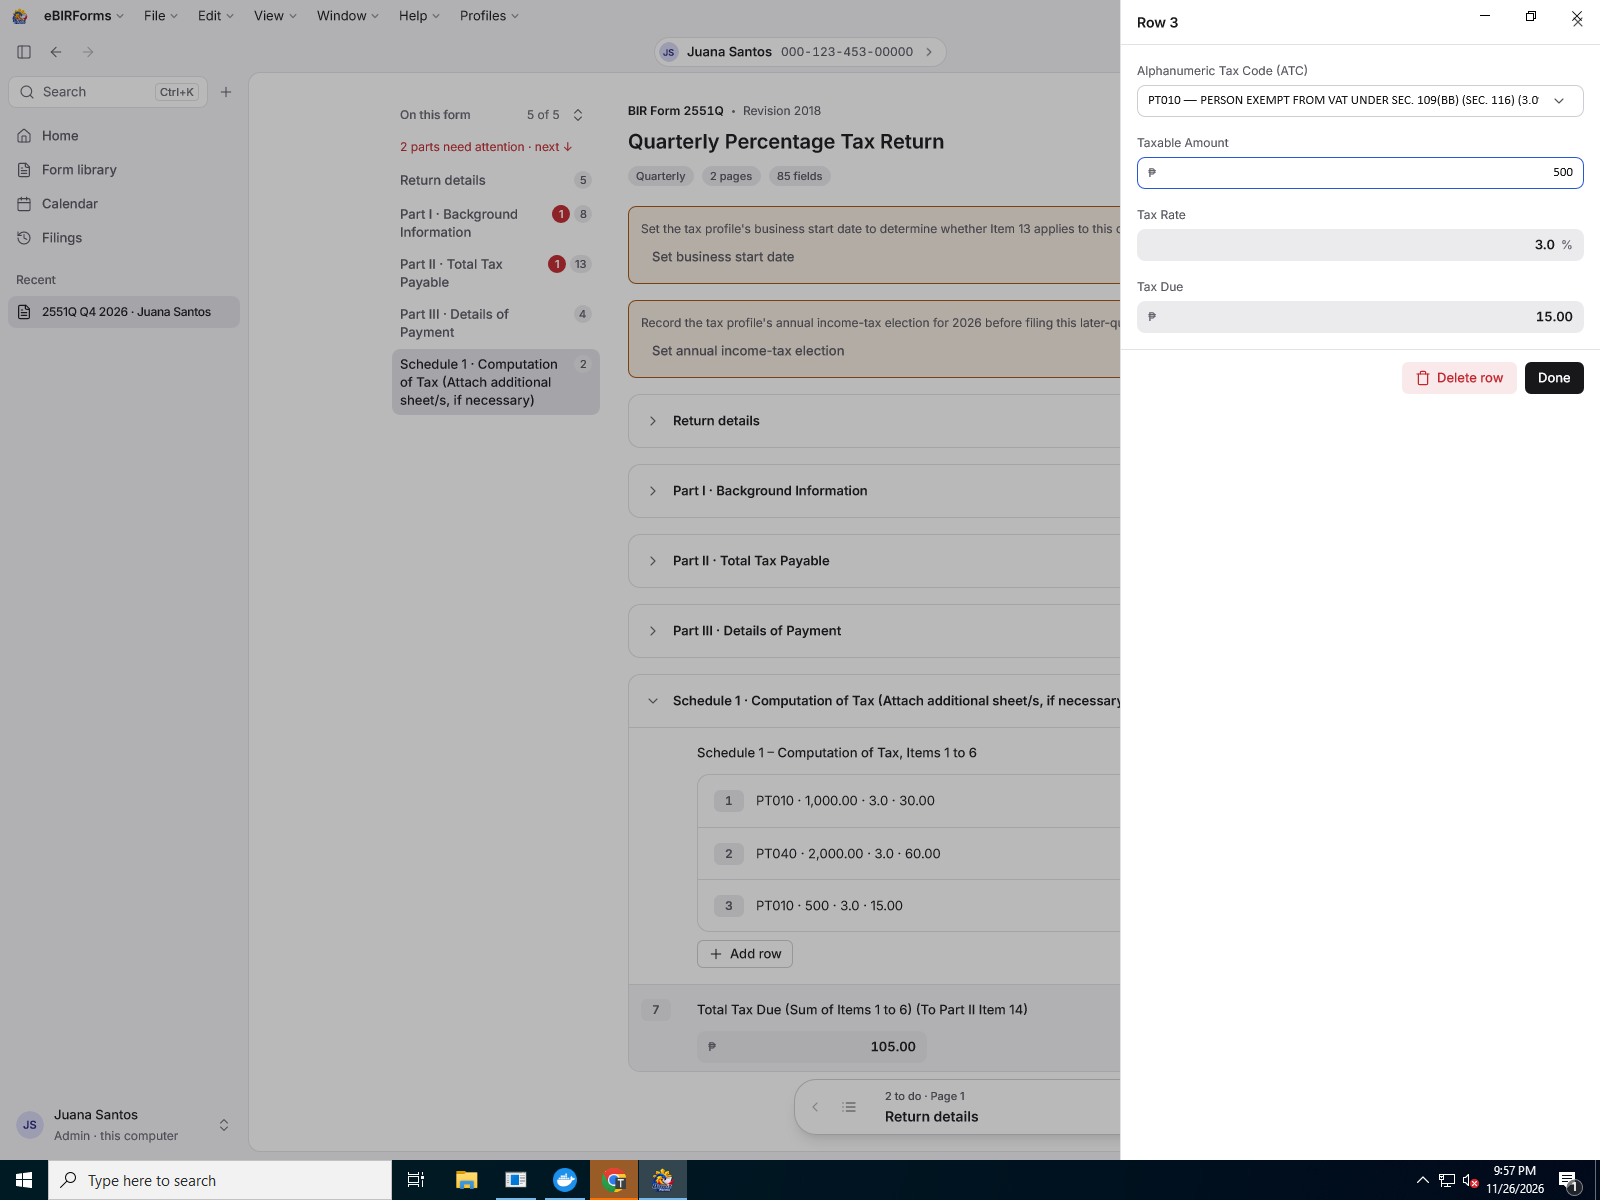 eBIRForms
File
Edit
View
Window
Help
Profiles
JS Juana Santos 000-123-453-00000
Search Ctrl+K
Home
Form library
Calendar
Filings
Recent
2551Q Q4 2026 · Juana Santos
On this form 5 of 5
2 parts need attention · next ↓
Return details 5
Part I · Background Information 1 8
Part II · Total Tax Payable 1 13
Part III · Details of Payment 4
Schedule 1 · Computation of Tax (Attach additional sheet/s, if necessary) 2
BIR Form 2551Q · Revision 2018
Quarterly Percentage Tax Return
Quarterly
2 pages
85 fields
Set the tax profile's business start date to determine whether Item 13 applies to this
Set business start date
Record the tax profile's annual income-tax election for 2026 before filing this
Set annual income-tax election
Return details
Part I · Background Information
Part II · Total Tax Payable
Part III · Details of Payment
Schedule 1 · Computation of Tax (Attach additional sheet/s, if necessary
Schedule 1 – Computation of Tax, Items 1 to 6
1 PT010 · 1,000.00 · 3.0 · 30.00
2 PT040 · 2,000.00 · 3.0 · 60.00
3 PT010 · 500 · 3.0 · 15.00
Add row
7 Total Tax Due (Sum of Items 1 to 6) (To Part II Item 14)
₱ 105.00
2 to do · Page 1
Return details
JS Juana Santos
Admin · this computer
Row 3
Alphanumeric Tax Code (ATC)
PT010 — PERSON EXEMPT FROM VAT UNDER SEC. 109(BB) (SEC. 116) (3.0
Taxable Amount
₱ 500
Tax Rate
3.0 %
Tax Due
₱ 15.00
Delete row
Done
Type here to search
9:57 PM
11/26/2026
1